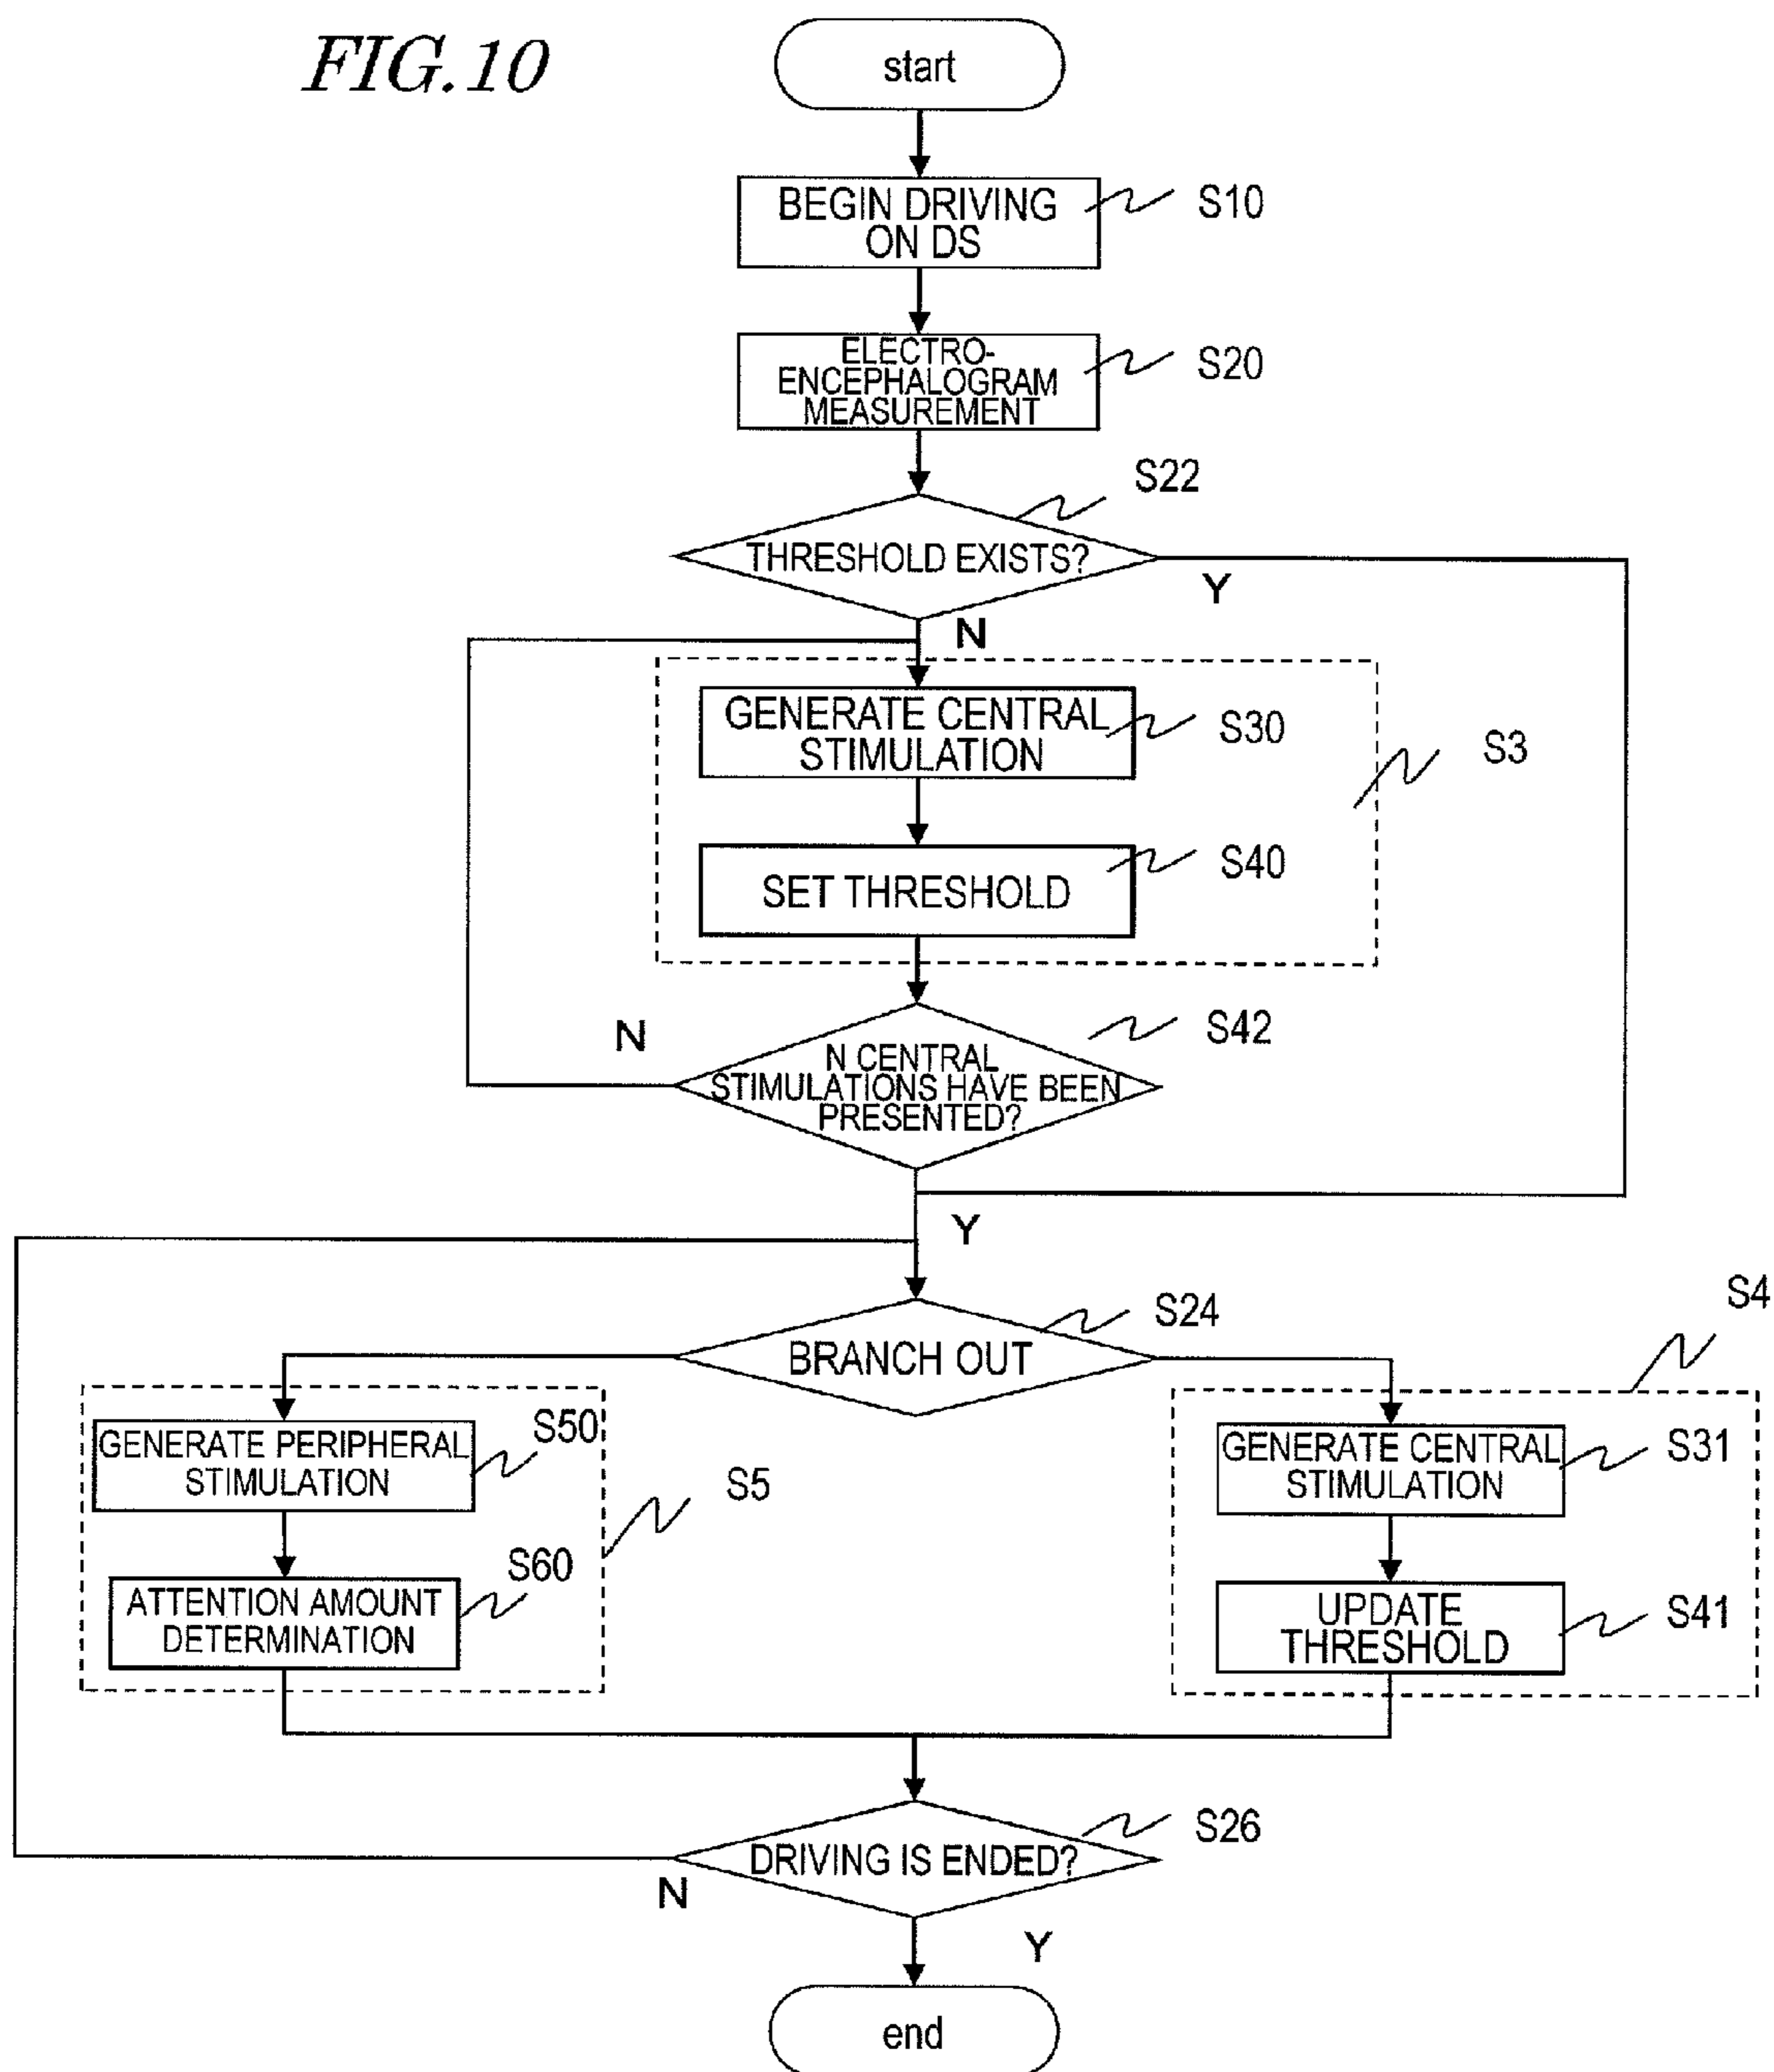 FIG.10
start
BEGIN DRIVING
ON DS
S10
ELECTRO-
ENCEPHALOGRAM
MEASUREMENT
S20
S22
THRESHOLD EXISTS?
Y
N
GENERATE CENTRAL
STIMULATION
S30
S3
SET THRESHOLD
S40
S42
N
N CENTRAL
STIMULATIONS HAVE BEEN
PRESENTED?
Y
S24
S4
BRANCH OUT
GENERATE PERIPHERAL
STIMULATION
S50
S5
GENERATE CENTRAL
STIMULATION
S31
ATTENTION AMOUNT
DETERMINATION
S60
UPDATE
THRESHOLD
S41
S26
DRIVING IS ENDED?
N
Y
end